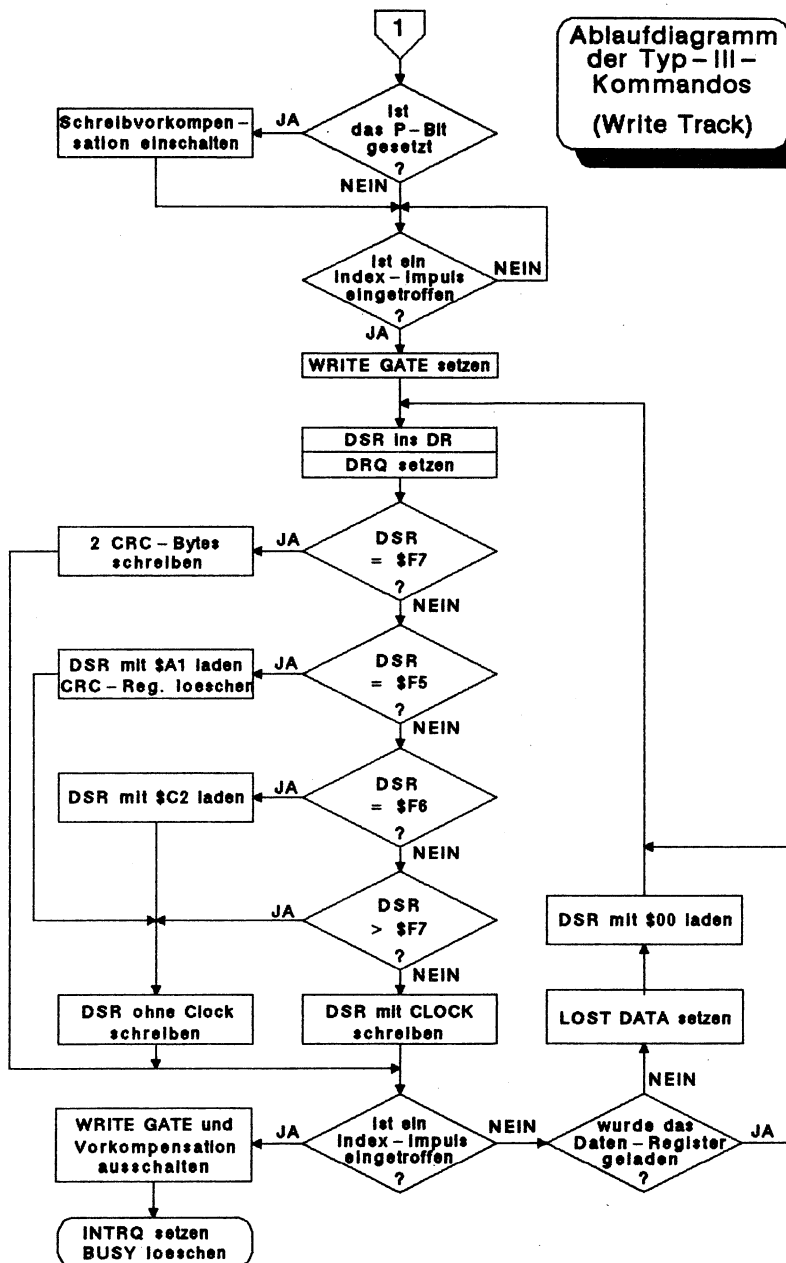 1
Ablaufdiagramm
der Typ-III-
Kommandos
(Write Track)
Ist
das P-Bit
gesetzt
?
JA
Schreibvorkompen-
sation einschalten
NEIN
Ist ein
Index-Impuls
eingetroffen
?
NEIN
JA
WRITE GATE setzen
DSR ins DR
DRQ setzen
DSR
= $F7
?
JA
2 CRC-Bytes
schreiben
NEIN
DSR
= $F5
?
JA
DSR mit $A1 laden
CRC-Reg. loeschen
NEIN
DSR
= $F6
?
JA
DSR mit $C2 laden
NEIN
DSR
> $F7
?
JA
NEIN
DSR mit $00 laden
DSR ohne Clock
schreiben
DSR mit CLOCK
schreiben
LOST DATA setzen
NEIN
Ist ein
Index-Impuls
eingetroffen
?
JA
WRITE GATE und
Vorkompensation
ausschalten
NEIN
wurde das
Daten-Register
geladen
?
JA
INTRQ setzen
BUSY loeschen